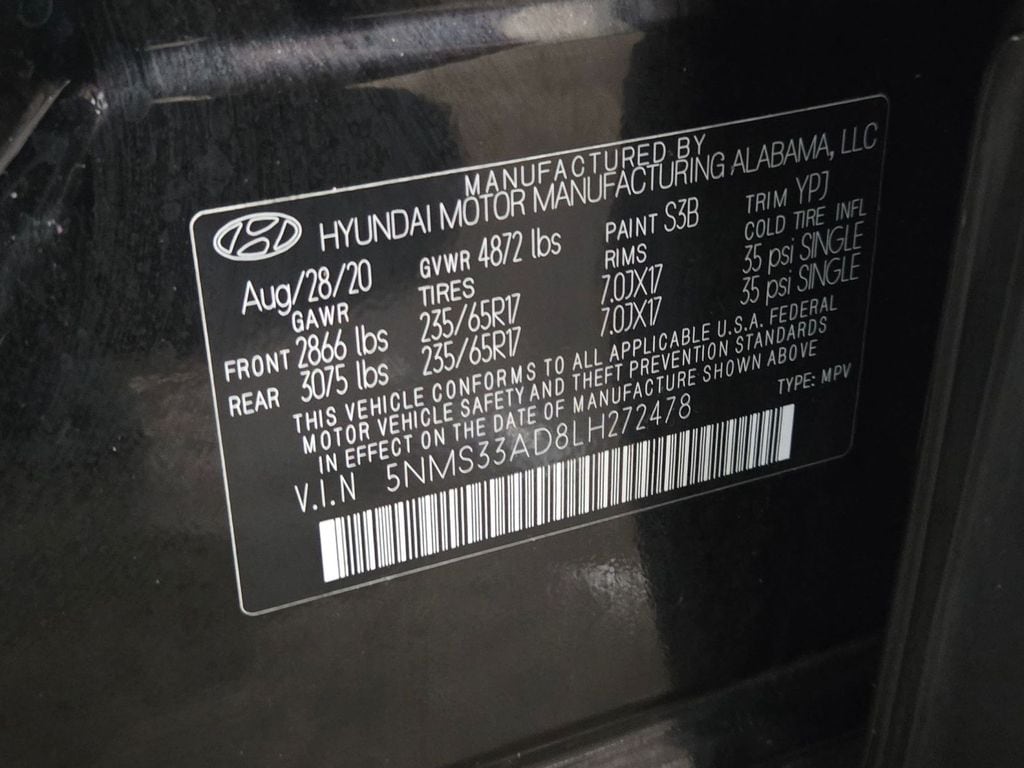 MANUFACTURED BY
HYUNDAI MOTOR MANUFACTURING ALABAMA, LLC
Aug/28/20 GVWR 4872 lbs PAINT S3B TRIM YPJ
GAWR TIRES RIMS COLD TIRE INFL
FRONT 2866 lbs 235/65R17 7.0JX17 35 psi SINGLE
REAR 3075 lbs 235/65R17 7.0JX17 35 psi SINGLE
THIS VEHICLE CONFORMS TO ALL APPLICABLE U.S.A. FEDERAL
MOTOR VEHICLE SAFETY AND THEFT PREVENTION STANDARDS
IN EFFECT ON THE DATE OF MANUFACTURE SHOWN ABOVE
V.I.N 5NMS33AD8LH272478 TYPE: MPV